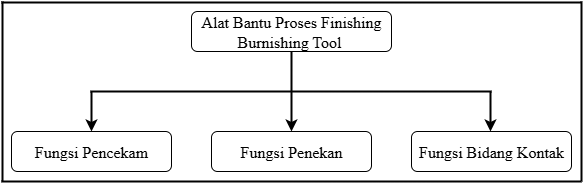 Alat Bantu Proses Finishing
Burnishing Tool
Fungsi Pencekam
Fungsi Penekan
Fungsi Bidang Kontak